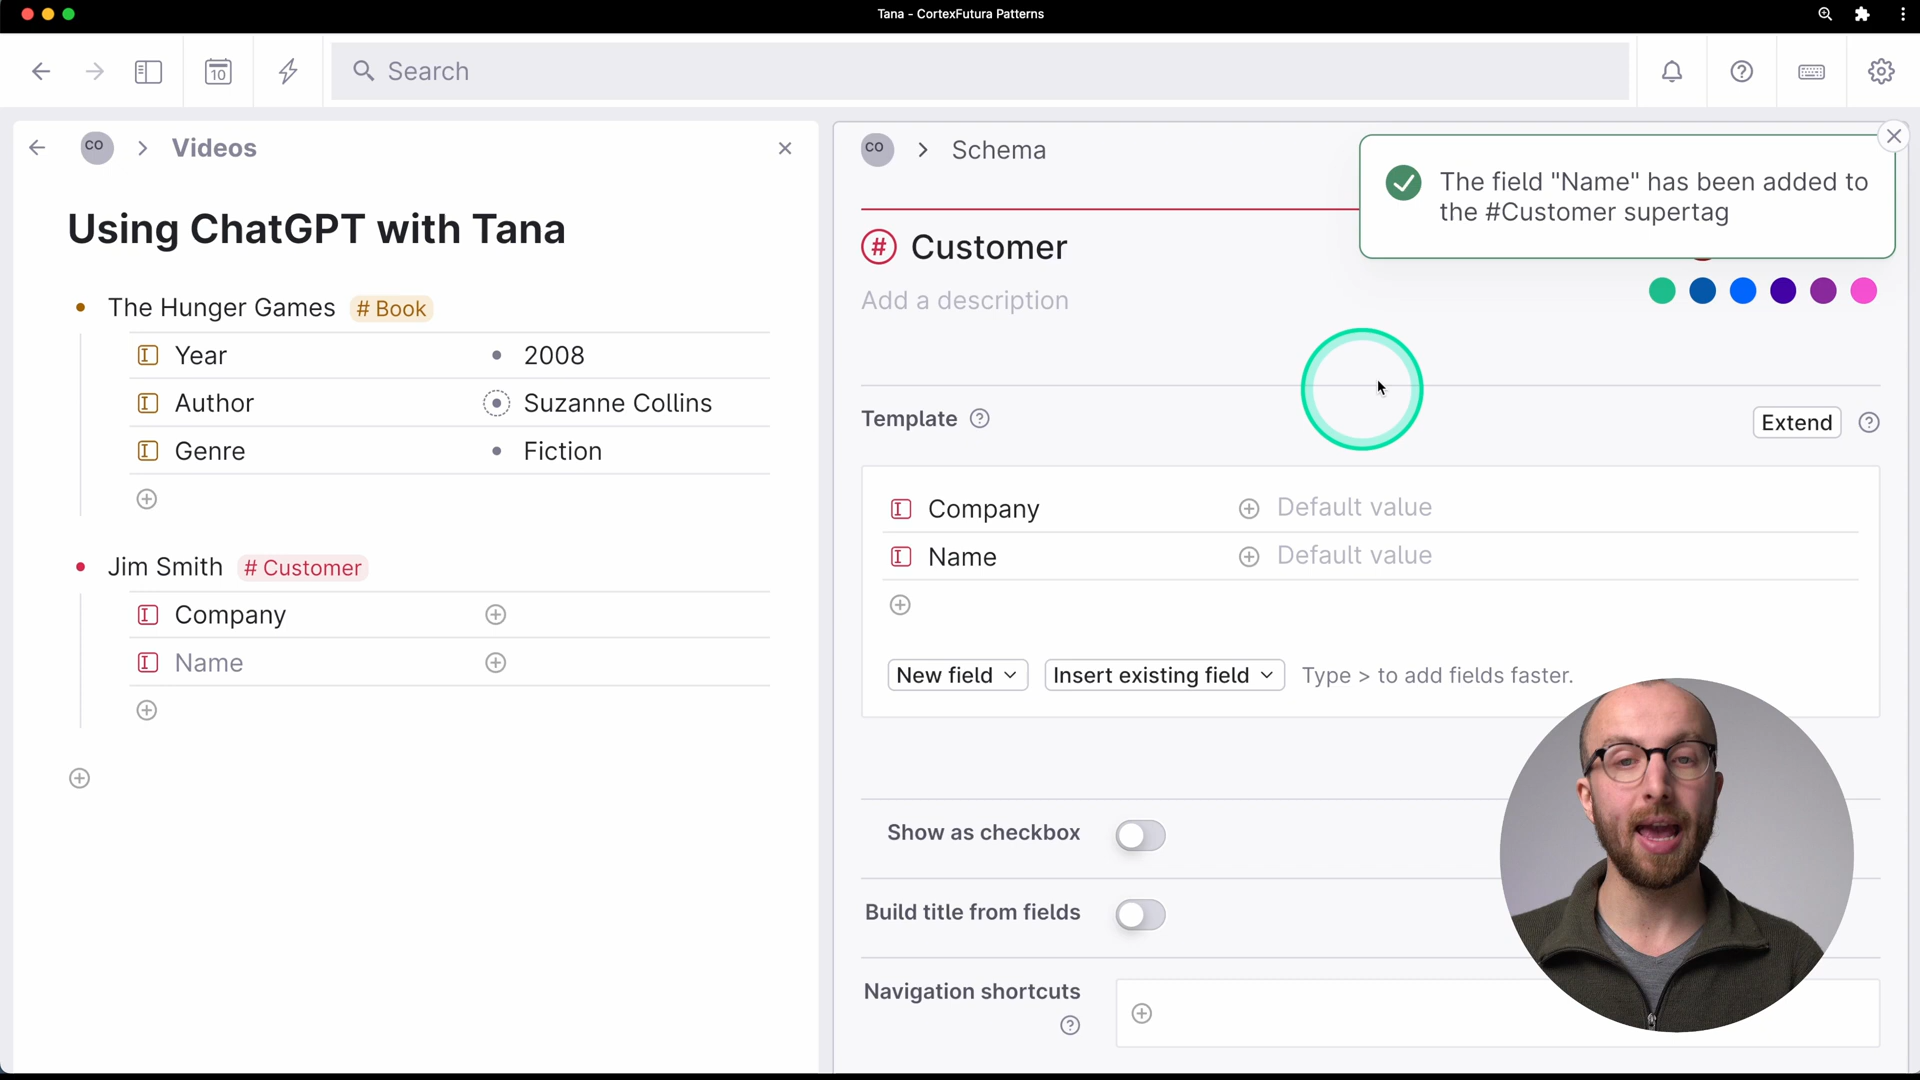 Tana - CortexFutura Patterns
10
Search
CO
Videos
Using ChatGPT with Tana
The Hunger Games # Book
Year 2008
Author Suzanne Collins
Genre Fiction
Jim Smith # Customer
Company
Name
CO
Schema
The field "Name" has been added to
the #Customer supertag
# Customer
Add a description
Template
Extend
Company Default value
Name Default value
New field
Insert existing field
Type > to add fields faster.
Show as checkbox
Build title from fields
Navigation shortcuts